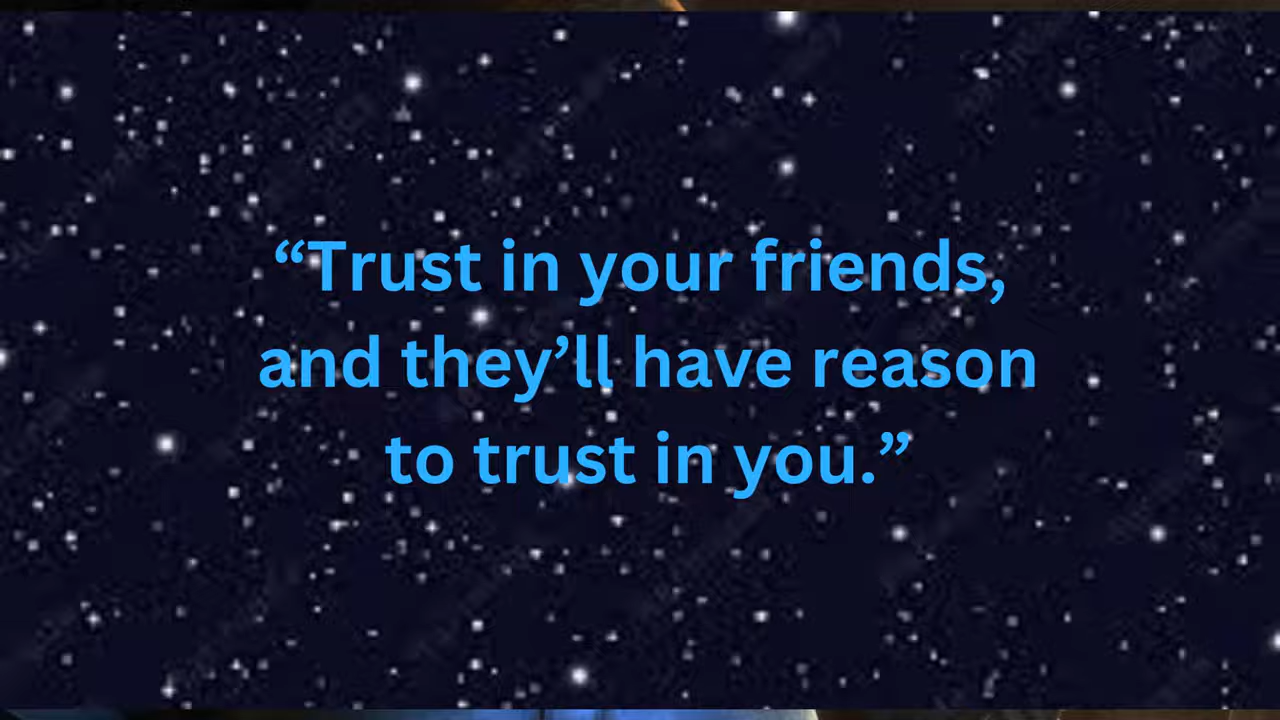 “Trust in your friends,
and they’ll have reason
to trust in you.”